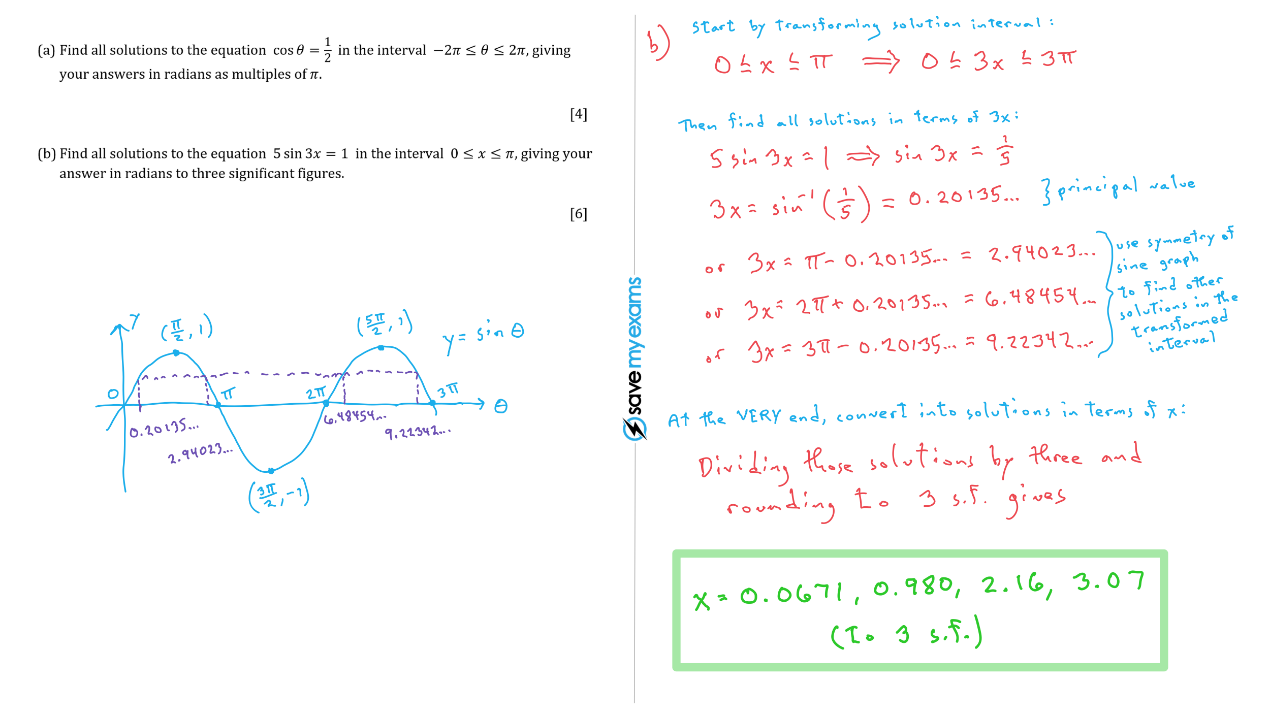 (a) Find all solutions to the equation cos θ = 1/2 in the interval −2π ≤ θ ≤ 2π, giving
your answers in radians as multiples of π.
[4]
(b) Find all solutions to the equation 5 sin 3x = 1 in the interval 0 ≤ x ≤ π, giving your
answer in radians to three significant figures.
[6]
y
(π/2, 1)
(5π/2, 1)
y = sin θ
0
π
2π
3π
θ
0.20135...
2.94023...
6.48454...
9.22342...
(3π/2, -1)
save my exams
b)
Start by transforming solution interval:
0 ≤ x ≤ π ⟹ 0 ≤ 3x ≤ 3π
Then find all solutions in terms of 3x:
5 sin 3x = 1 ⟹ sin 3x = 1/5
3x = sin⁻¹(1/5) = 0.20135... } principal value
or 3x = π - 0.20135... = 2.94023...
or 3x = 2π + 0.20135... = 6.48454...
or 3x = 3π - 0.20135... = 9.22342...
use symmetry of
sine graph
to find other
solutions in the
transformed
interval
At the VERY end, convert into solutions in terms of x:
Dividing those solutions by three and
rounding to 3 s.f. gives
x = 0.0671, 0.980, 2.16, 3.07
(to 3 s.f.)